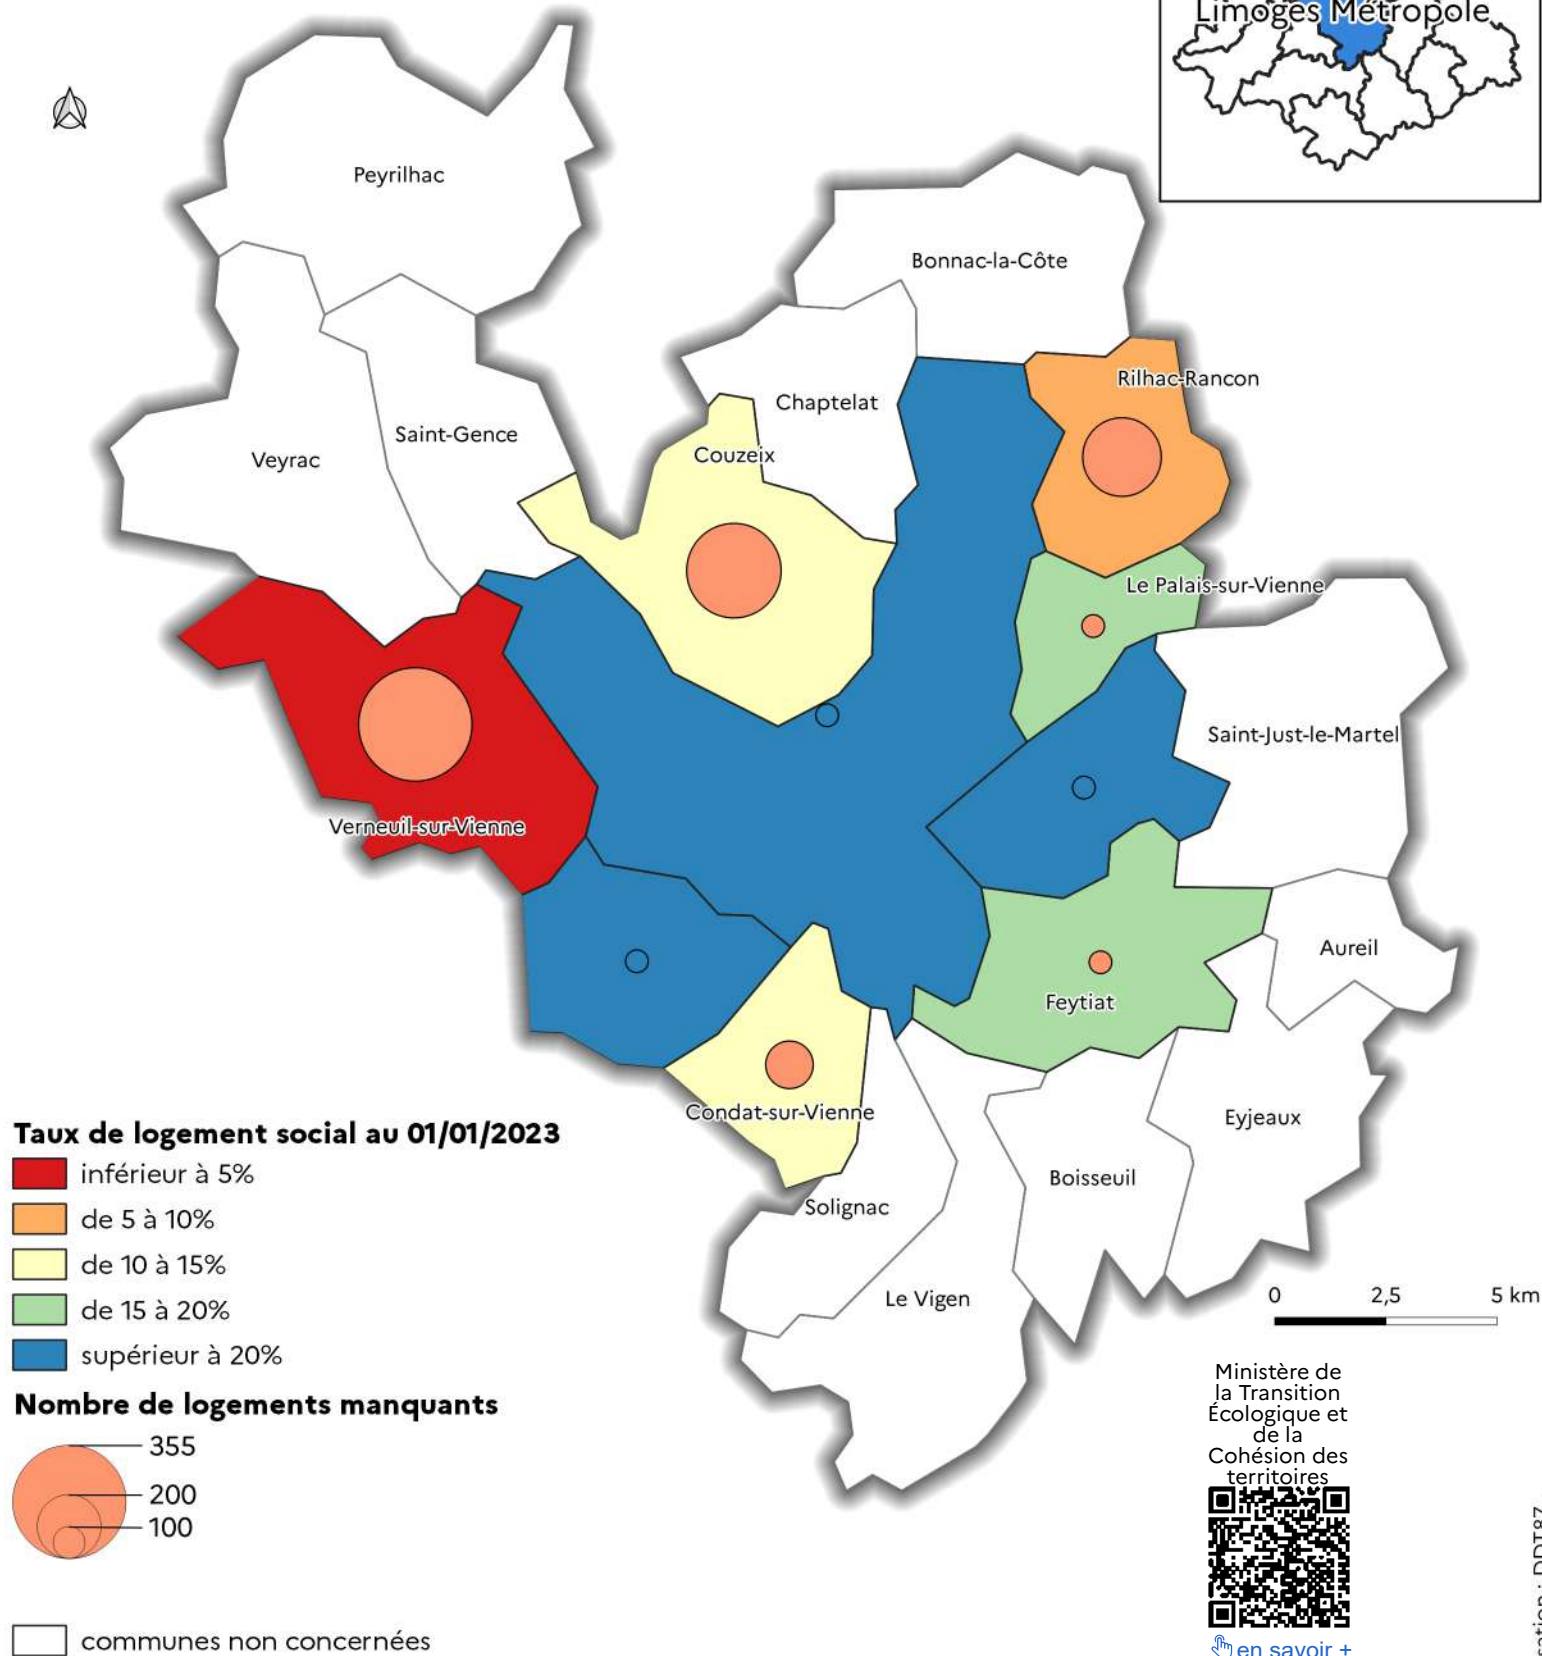 Limoges Métropole
Peyrilhac
Bonnac-la-Côte
Rilhac-Rancon
Chaptelat
Saint-Gence
Couzeix
Veyrac
Le Palais-sur-Vienne
Saint-Just-le-Martel
Verneuil-sur-Vienne
Aureil
Feytiat
Condat-sur-Vienne
Eyjeaux
Boisseuil
Solignac
Le Vigen
Taux de logement social au 01/01/2023
inférieur à 5%
de 5 à 10%
de 10 à 15%
de 15 à 20%
supérieur à 20%
Nombre de logements manquants
355
200
100
communes non concernées
0 2,5 5 km
Ministère de
la Transition
Écologique et
de la
Cohésion des
territoires
en savoir +
: DDT87